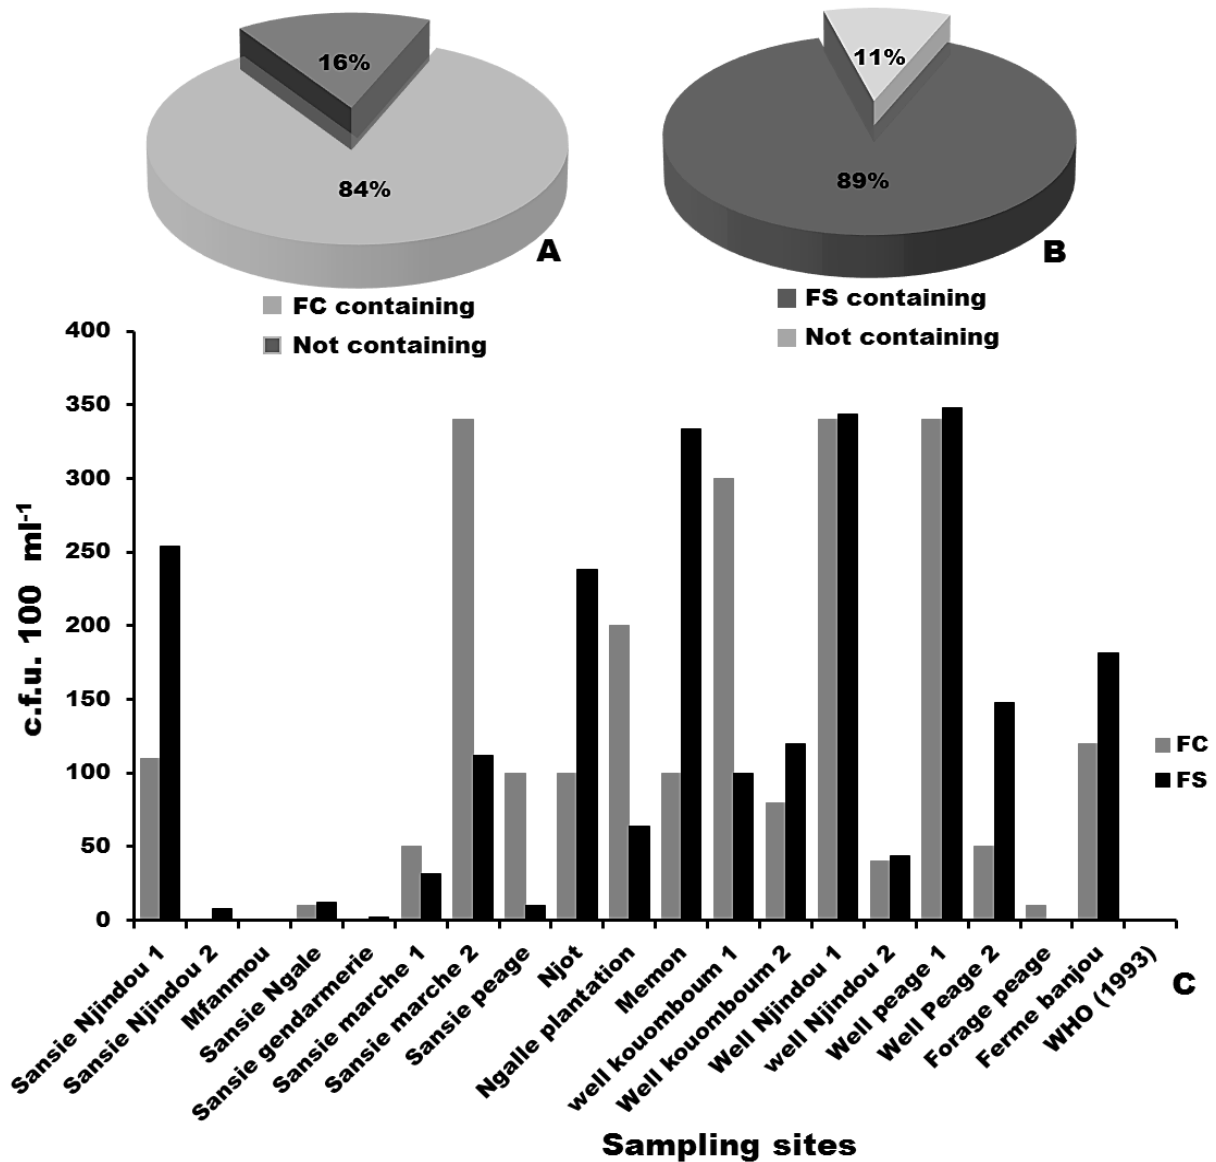 16%
84%
A
FC containing
Not containing
11%
89%
B
FS containing
Not containing
c.f.u. 100 ml-1
400
350
300
250
200
150
100
50
0
FC
FS
Sansie Njindou 1
Sansie Njindou 2
Mfanmou
Sansie Ngale
Sansie gendarmerie
Sansie marche 1
Sansie marche 2
Sansie peage
Njot
Ngalle plantation
Memon
well kouomboum 1
Well kouomboum 2
Well Njindou 1
well Njindou 2
Well peage 1
Well Peage 2
Forage peage
Ferme banjou
WHO (1993)
C
Sampling sites